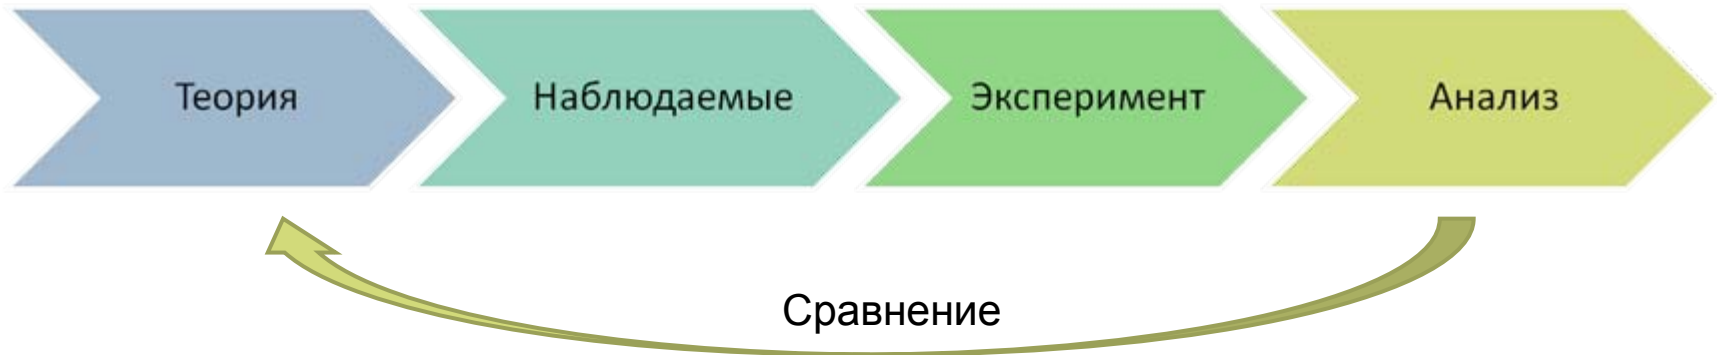 Теория
Наблюдаемые
Эксперимент
Анализ
Сравнение